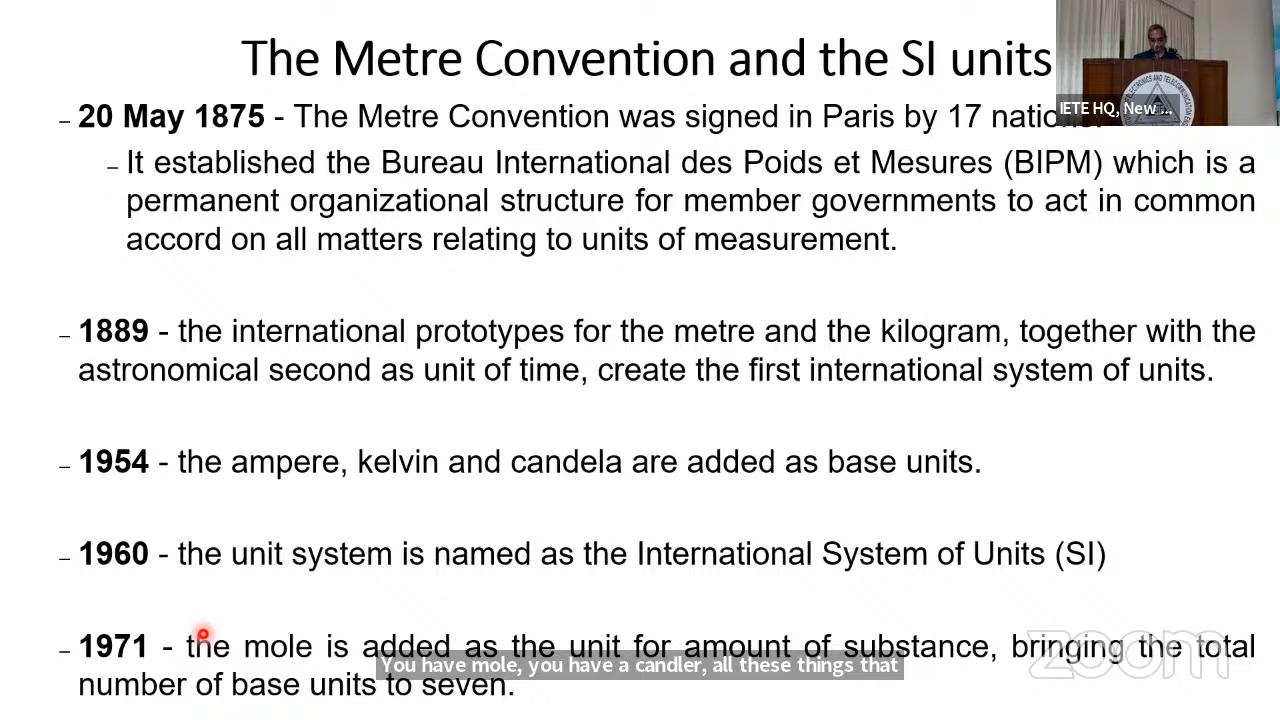 The Metre Convention and the SI units
– 20 May 1875 - The Metre Convention was signed in Paris by 17
– It established the Bureau International des Poids et Mesures (BIPM) which is a
permanent organizational structure for member governments to act in common
accord on all matters relating to units of measurement.
– 1889 - the international prototypes for the metre and the kilogram, together with the
astronomical second as unit of time, create the first international system of units.
– 1954 - the ampere, kelvin and candela are added as base units.
– 1960 - the unit system is named as the International System of Units (SI)
– 1971 - the mole is added as the unit for amount of substance, bringing the total
number of base units to seven.
You have mole, you have a candler, all these things that
IETE HQ, New ...
ELECTRONICS AND TELECOMMUNICATION
zoom